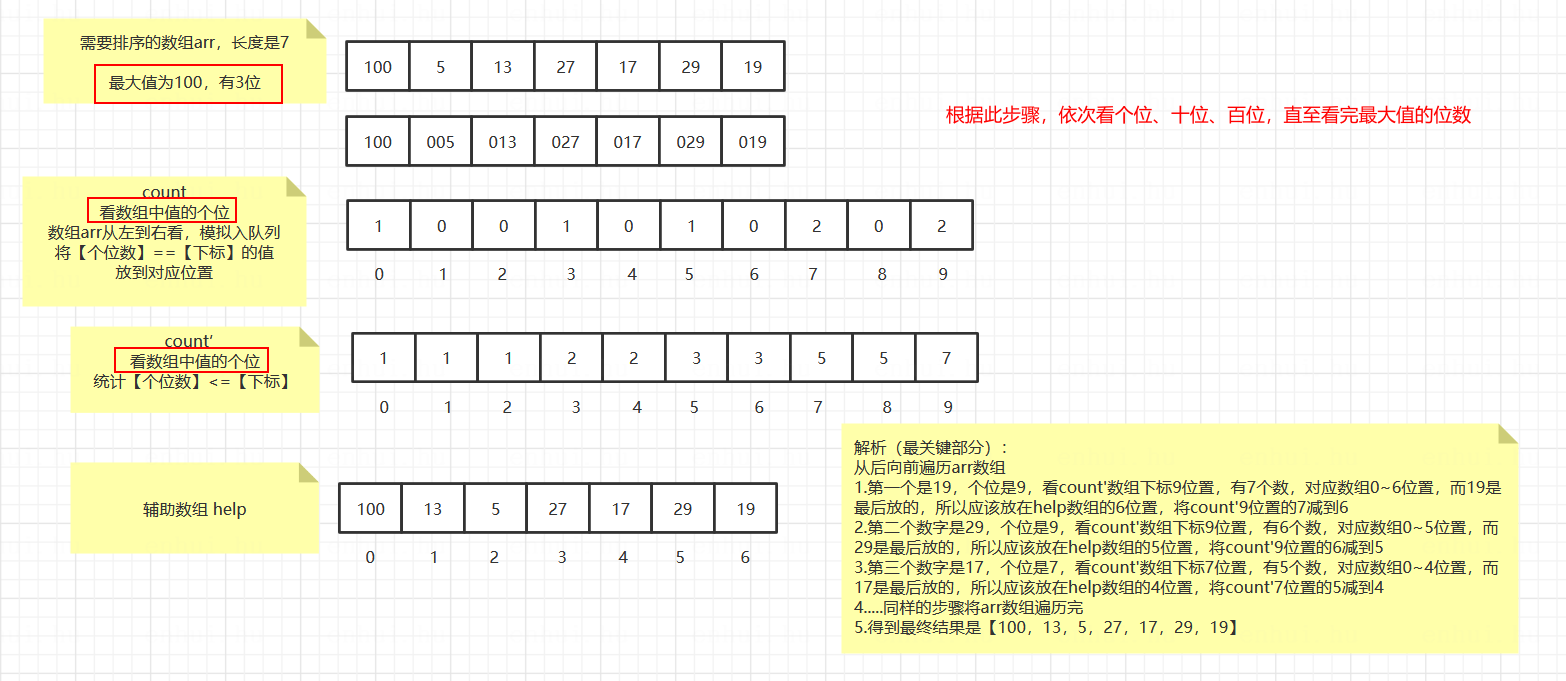 需要排序的数组arr，长度是7
最大值为100，有3位
100 5 13 27 17 29 19
根据此步骤，依次看个位、十位、百位，直至看完最大值的位数
100 005 013 027 017 029 019
count
看数组中值的个位
数组arr从左到右看，模拟入队列
将【个位数】==【下标】的值
放到对应位置
1 0 0 1 0 1 0 2 0 2
0 1 2 3 4 5 6 7 8 9
count‘
看数组中值的个位
统计【个位数】<=【下标】
1 1 1 2 2 3 3 5 5 7
0 1 2 3 4 5 6 7 8 9
辅助数组 help
100 13 5 27 17 29 19
0 1 2 3 4 5 6
解析（最关键部分）：
从后向前遍历arr数组
1.第一个是19，个位是9，看count'数组下标9位置，有7个数，对应数组0~6位置，而19是
最后放的，所以应该放在help数组的6位置，将count'9位置的7减到6
2.第二个数字是29，个位是9，看count'数组下标9位置，有6个数，对应数组0~5位置，而
29是最后放的，所以应该放在help数组的5位置，将count'9位置的6减到5
3.第三个数字是17，个位是7，看count'数组下标7位置，有5个数，对应数组0~4位置，而
17是最后放的，所以应该放在help数组的4位置，将count'7位置的5减到4
4.....同样的步骤将arr数组遍历完
5.得到最终结果是【100，13，5，27，17，29，19】